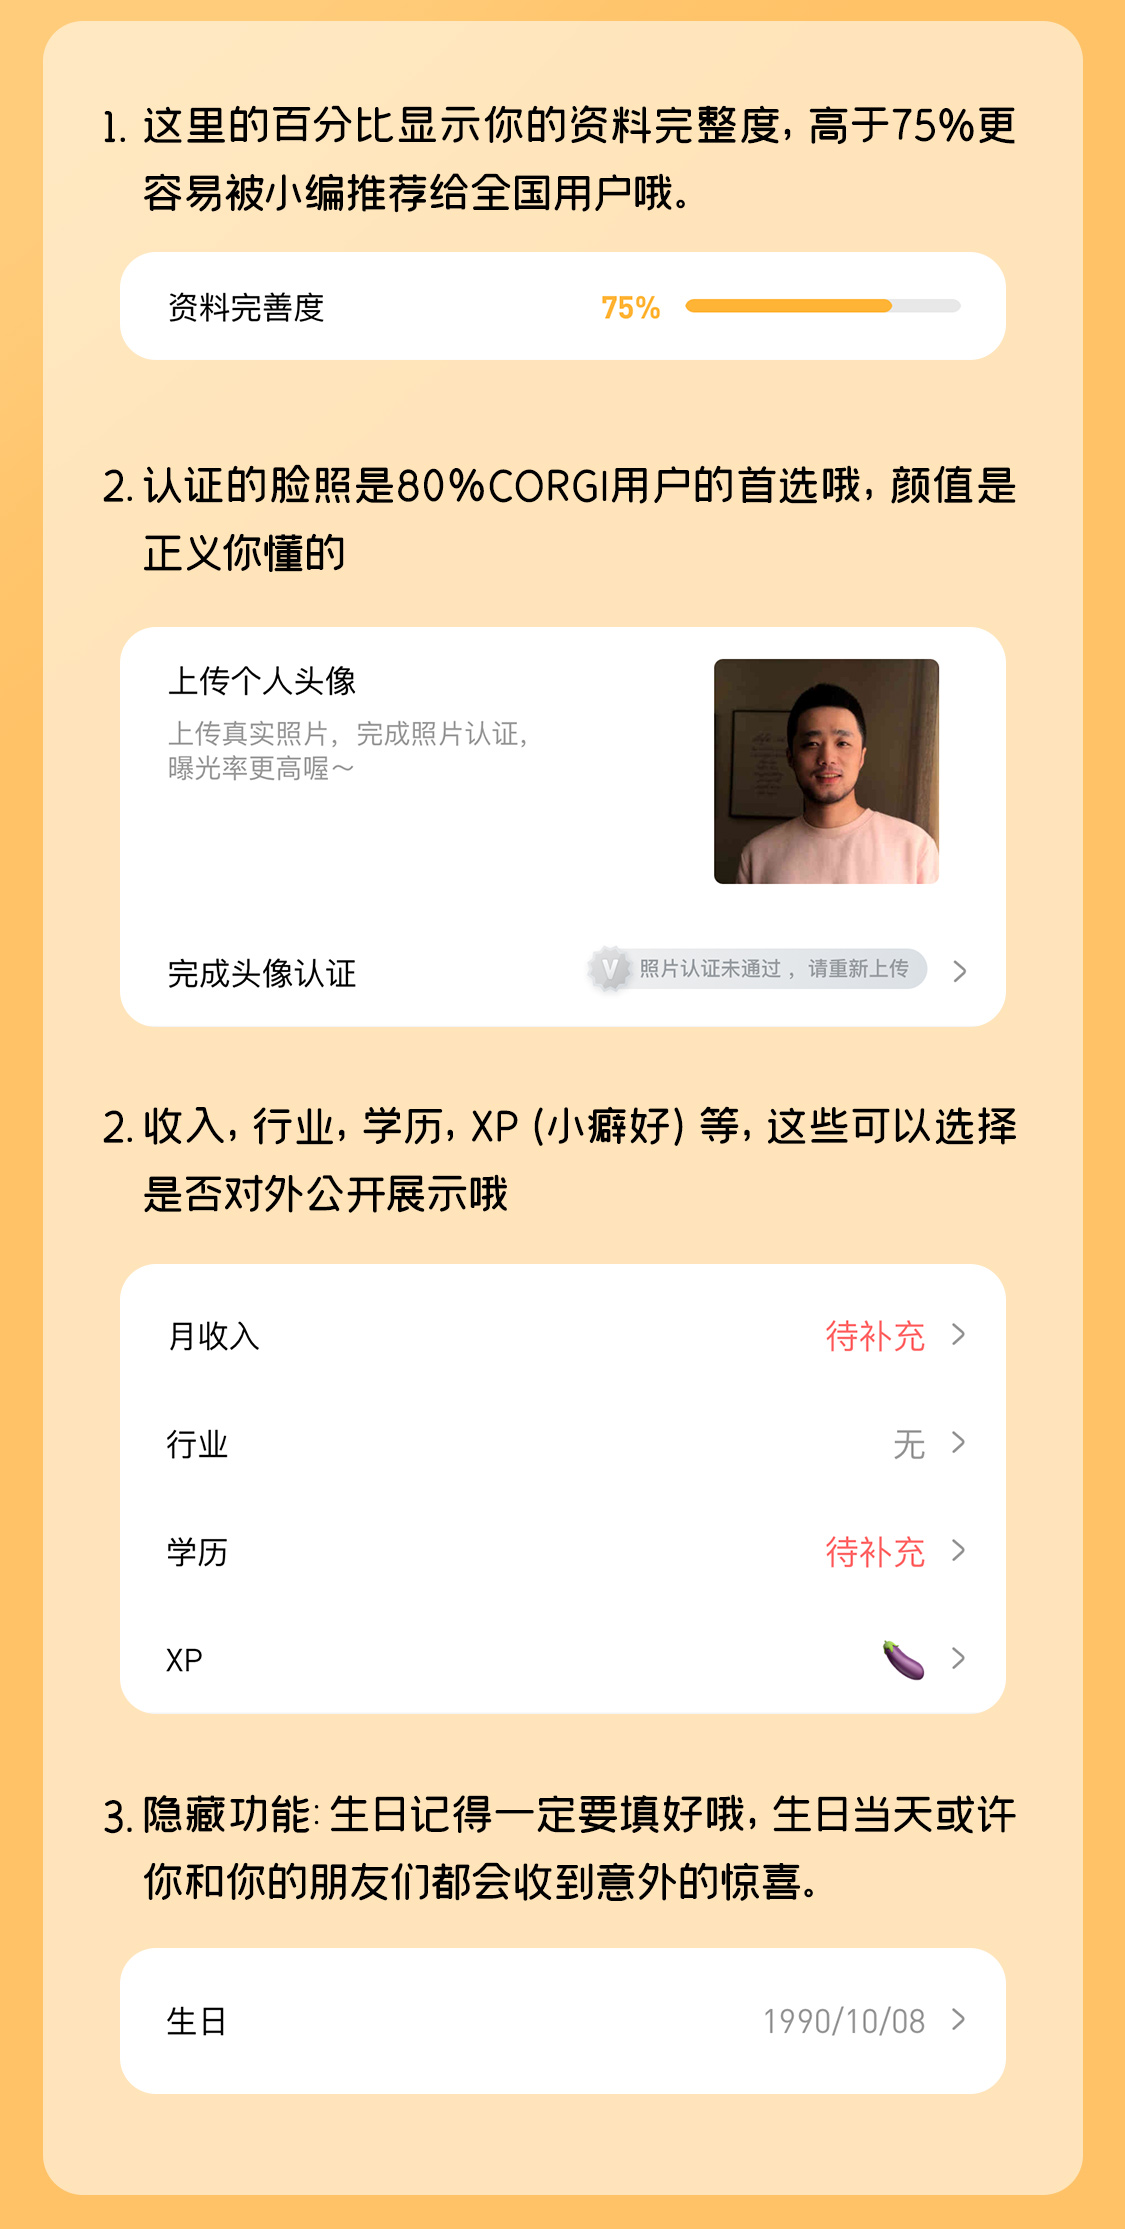 1. 这里的百分比显示你的资料完整度, 高于75%更
容易被小编推荐给全国用户哦。
资料完善度 75%
2. 认证的脸照是80%CORGI用户的首选哦, 颜值是
正义你懂的
上传个人头像
上传真实照片，完成照片认证，
曝光率更高喔～
完成头像认证 V 照片认证未通过 ，请重新上传 >
2. 收入, 行业, 学历, XP (小癖好) 等, 这些可以选择
是否对外公开展示哦
月收入 待补充 >
行业 无 >
学历 待补充 >
XP 🍆 >
3. 隐藏功能: 生日记得一定要填好哦, 生日当天或许
你和你的朋友们都会收到意外的惊喜。
生日 1990/10/08 >